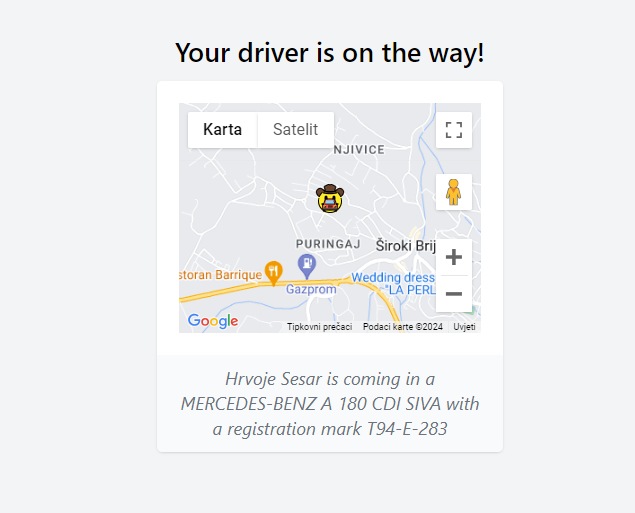 Your driver is on the way!
Karta Satelit
NJIVICE
PURINGAJ
Široki Brij
storan Barrique
Gazprom
Wedding dress
"LA PERL
Google
Tipkovni prečaci Podaci karte ©2024 Uvjeti
Hrvoje Sesar is coming in a
MERCEDES-BENZ A 180 CDI SIVA with
a registration mark T94-E-283